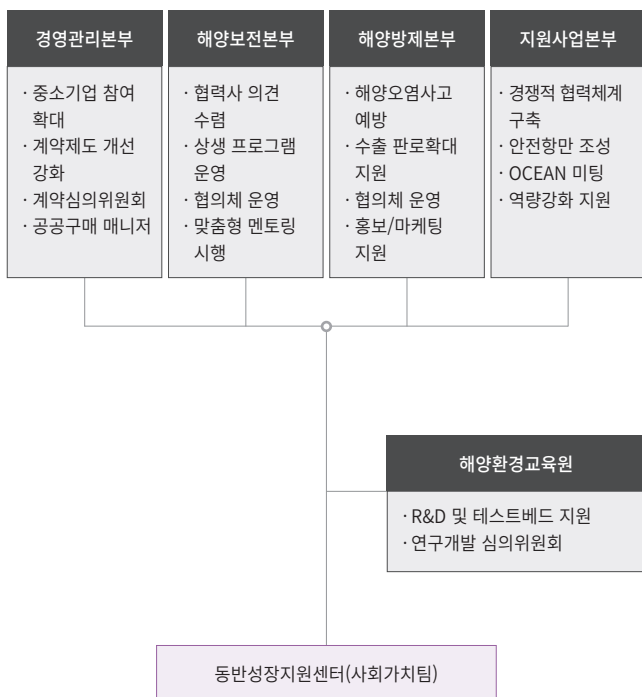 경영관리본부
· 중소기업 참여
확대
· 계약제도 개선
강화
· 계약심의위원회
· 공공구매 매니저
해양보전본부
· 협력사 의견
수렴
· 상생 프로그램
운영
· 협의체 운영
· 맞춤형 멘토링
시행
해양방제본부
· 해양오염사고
예방
· 수출 판로확대
지원
· 협의체 운영
· 홍보/마케팅
지원
지원사업본부
· 경쟁적 협력체계
구축
· 안전항만 조성
· OCEAN 미팅
· 역량강화 지원
해양환경교육원
· R&D 및 테스트베드 지원
· 연구개발 심의위원회
동반성장지원센터(사회가치팀)